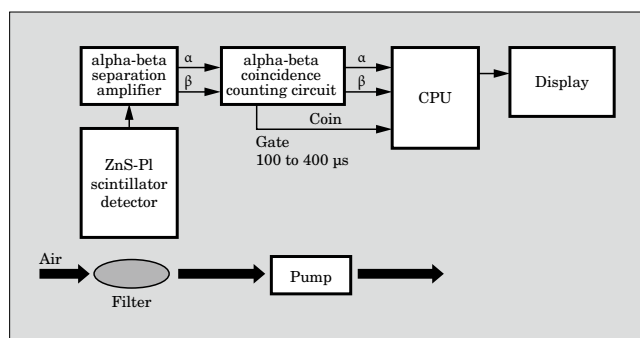 alpha-beta
separation
amplifier
α
β
alpha-beta
coincidence
counting circuit
α
β
Coin
Gate
100 to 400 µs
CPU
Display
ZnS-Pl
scintillator
detector
Air
Filter
Pump